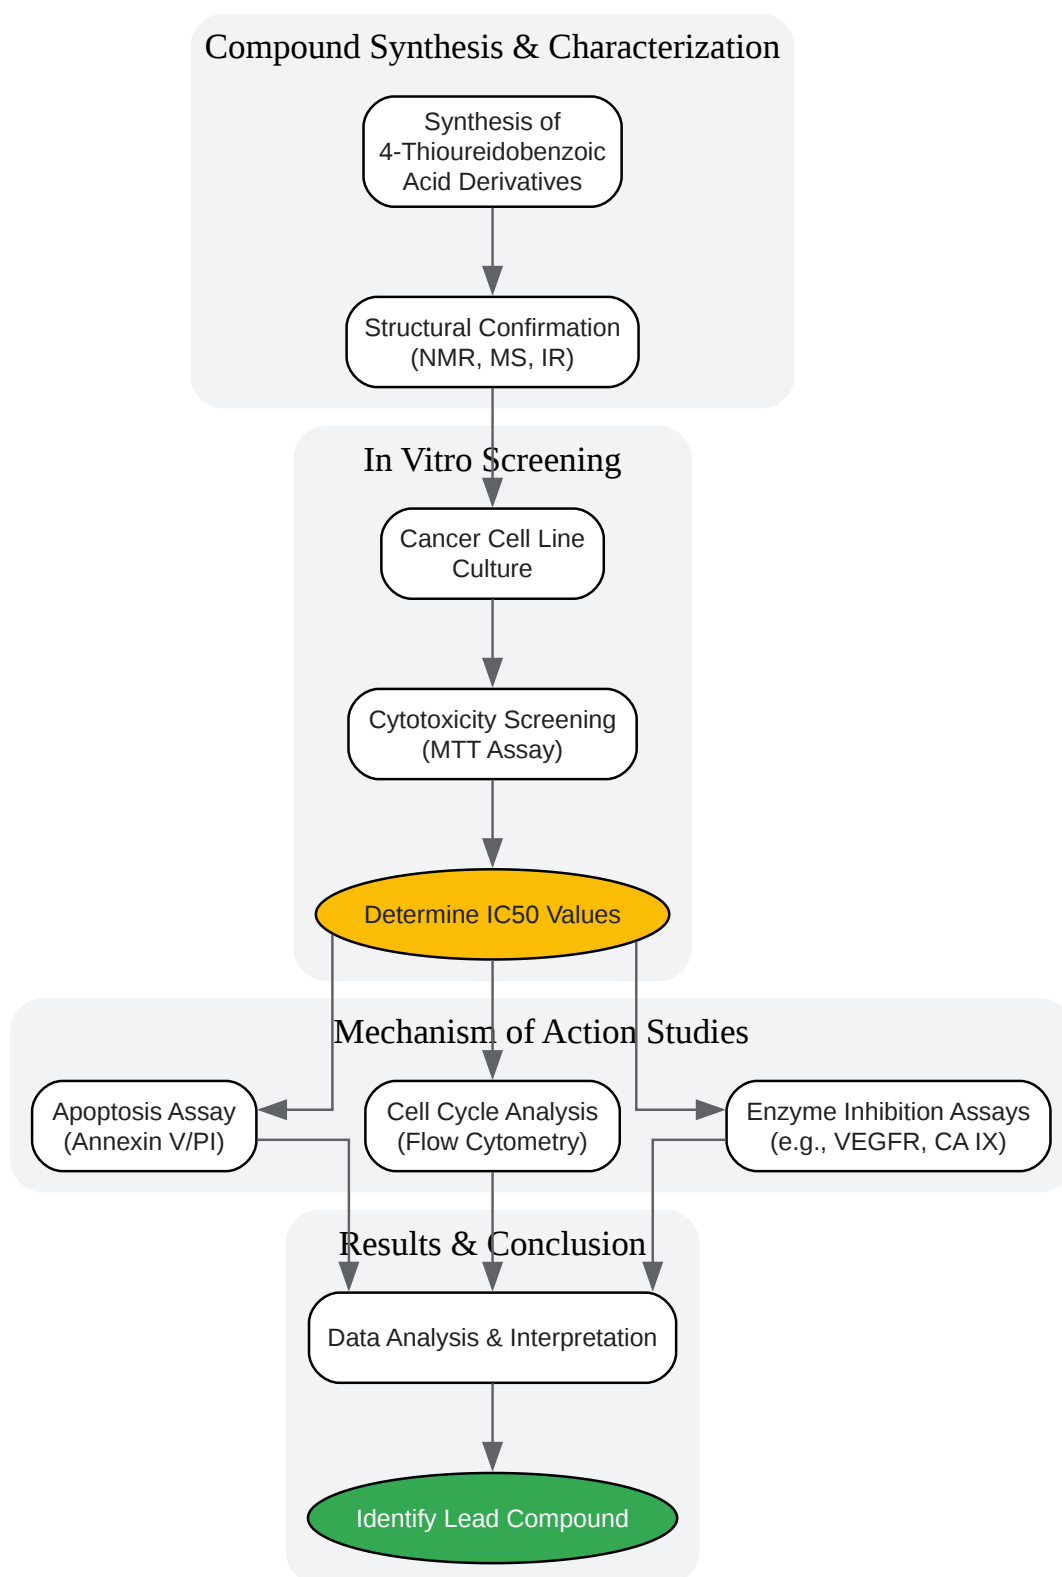 Compound Synthesis & Characterization
Synthesis of
4-Thioureidobenzoic
Acid Derivatives
Structural Confirmation
(NMR, MS, IR)
In Vitro Screening
Cancer Cell Line
Culture
Cytotoxicity Screening
(MTT Assay)
Determine IC50 Values
Mechanism of Action Studies
Apoptosis Assay
(Annexin V/PI)
Cell Cycle Analysis
(Flow Cytometry)
Enzyme Inhibition Assays
(e.g., VEGFR, CA IX)
Results & Conclusion
Data Analysis & Interpretation
Identify Lead Compound